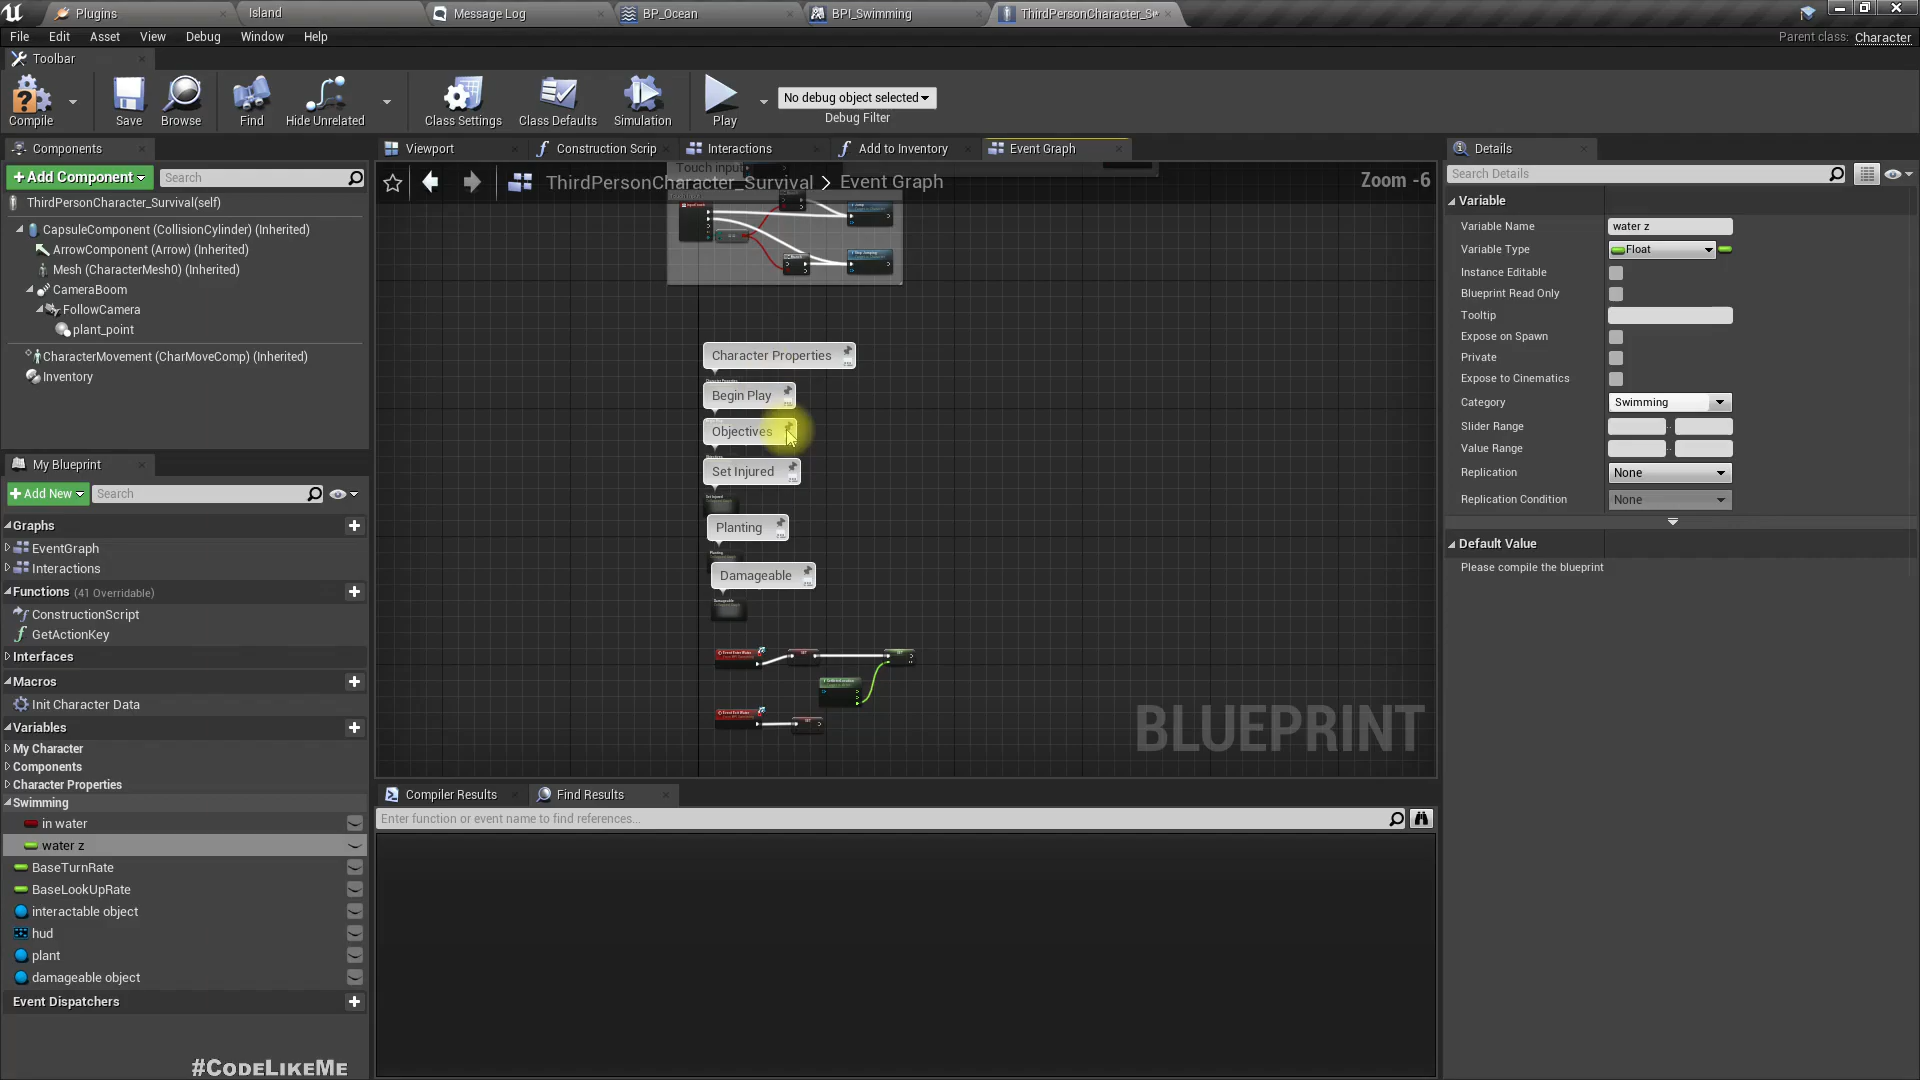 Plugins
Island
Message Log
BP_Ocean
BPI_Swimming
ThirdPersonCharacter_S
File Edit Asset View Debug Window Help
Parent class: Character
Toolbar
Compile
Save
Browse
Find
Hide Unrelated
Class Settings
Class Defaults
Simulation
Play
No debug object selected
Debug Filter
Components
+Add Component
Search
ThirdPersonCharacter_Survival(self)
CapsuleComponent (CollisionCylinder) (Inherited)
ArrowComponent (Arrow) (Inherited)
Mesh (CharacterMesh0) (Inherited)
CameraBoom
FollowCamera
plant_point
CharacterMovement (CharMoveComp) (Inherited)
Inventory
My Blueprint
+Add New
Search
Graphs
EventGraph
Interactions
Functions (41 Overridable)
ConstructionScript
GetActionKey
Interfaces
Macros
Init Character Data
Variables
My Character
Components
Character Properties
Swimming
in water
water z
BaseTurnRate
BaseLookUpRate
interactable object
hud
plant
damageable object
Event Dispatchers
#CodeLikeMe
Viewport
Construction Scrip
Interactions
Add to Inventory
Event Graph
Touch input
ThirdPersonCharacter_Survival > Event Graph
Zoom -6
Character Properties
Begin Play
Objectives
Set Injured
Planting
Damageable
BLUEPRINT
Compiler Results
Find Results
Enter function or event name to find references...
Details
Search Details
Variable
Variable Name water z
Variable Type Float
Instance Editable
Blueprint Read Only
Tooltip
Expose on Spawn
Private
Expose to Cinematics
Category Swimming
Slider Range
Value Range
Replication None
Replication Condition None
Default Value
Please compile the blueprint